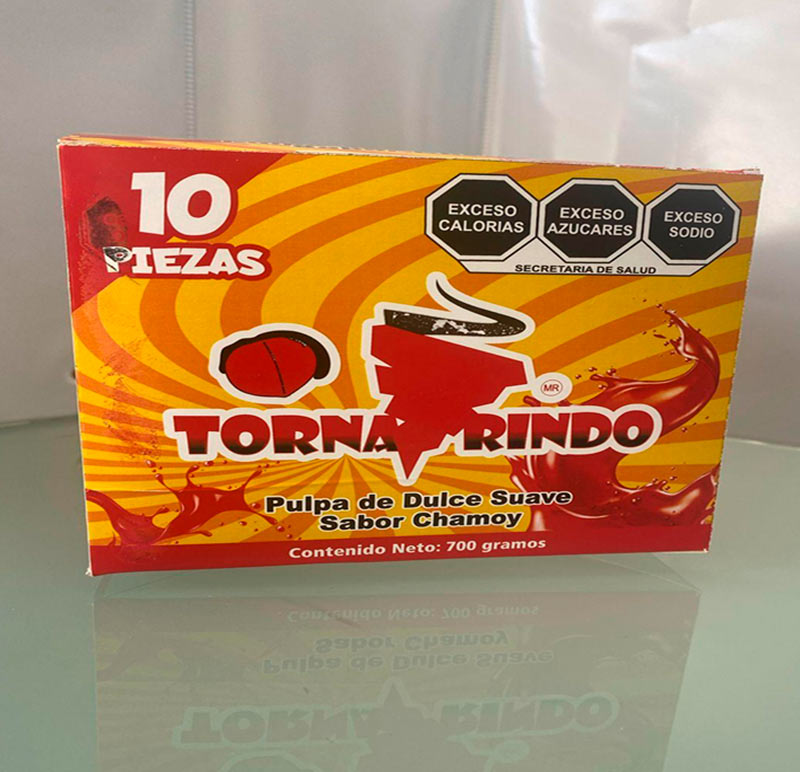 10
PIEZAS
EXCESO
CALORIAS
EXCESO
AZUCARES
EXCESO
SODIO
SECRETARIA DE SALUD
MR
TORNA RINDO
Pulpa de Dulce Suave
Sabor Chamoy
Contenido Neto: 700 gramos